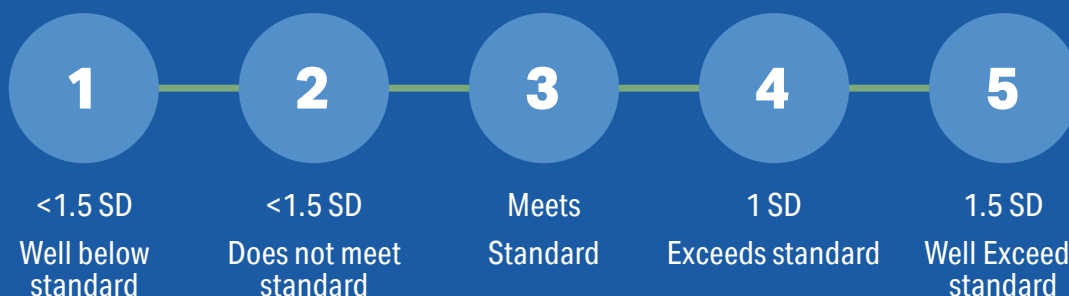 1 2 3 4 5
<1.5 SD <1.5 SD Meets 1 SD 1.5 SD
Well below Does not meet Standard Exceeds standard Well Exceed
standard standard standard